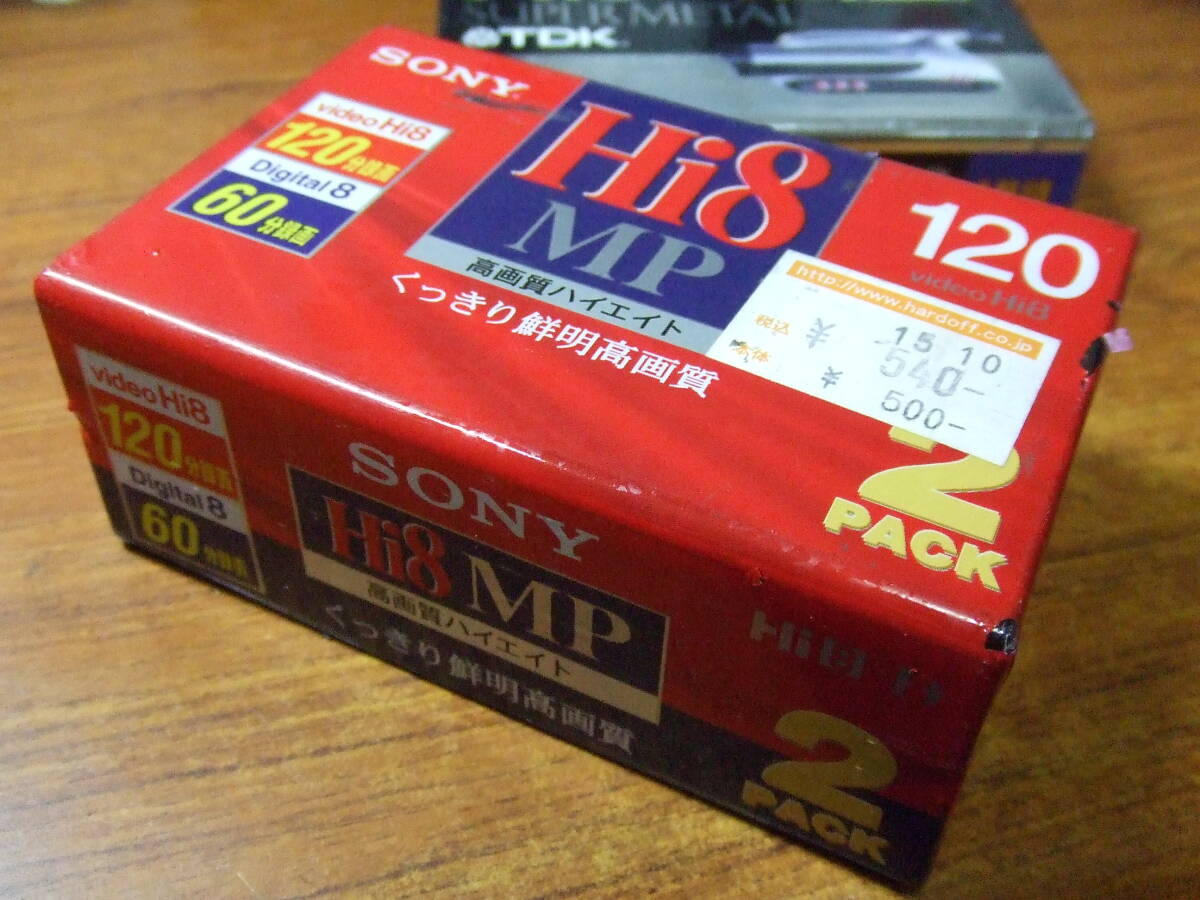 SUPER METAL
TDK
SONY
video Hi8
120分録画
Digital 8
60分録画
Hi8
MP
高画質ハイエイト
くっきり鮮明高画質
120
video Hi8
http://www.hardoff.co.jp
15 10
税込 ¥ 540-
本体 ¥ 500-
2
PACK
video Hi8
120分録画
Digital 8
60分録画
SONY
Hi8 MP
高画質ハイエイト
くっきり鮮明高画質
2
PACK